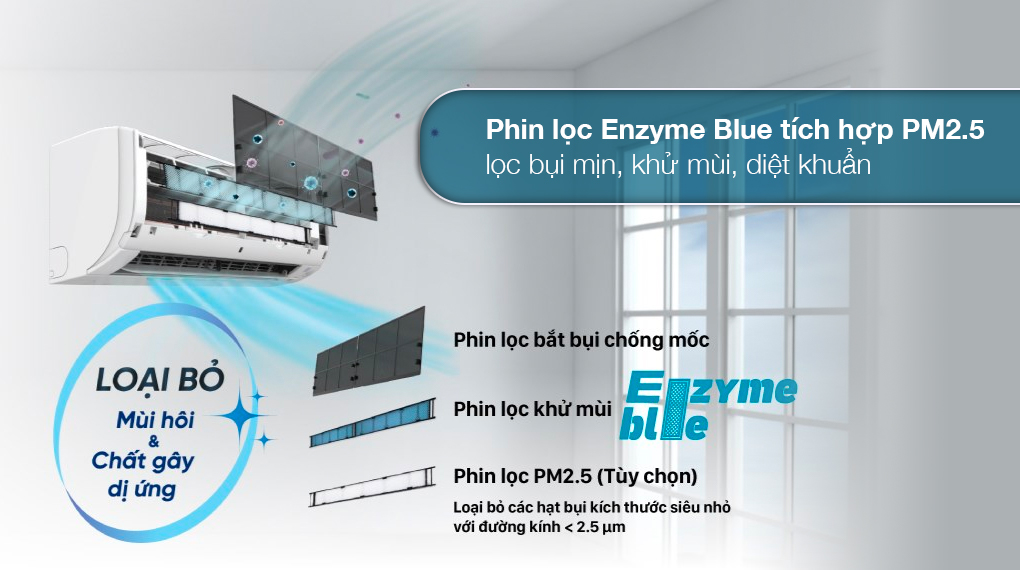 Phin lọc Enzyme Blue tích hợp PM2.5
lọc bụi mịn, khử mùi, diệt khuẩn
LOẠI BỎ
Mùi hôi
&
Chất gây
dị ứng
Phin lọc bắt bụi chống mốc
Phin lọc khử mùi
Enzyme
blue
Phin lọc PM2.5 (Tùy chọn)
Loại bỏ các hạt bụi kích thước siêu nhỏ
với đường kính < 2.5 µm